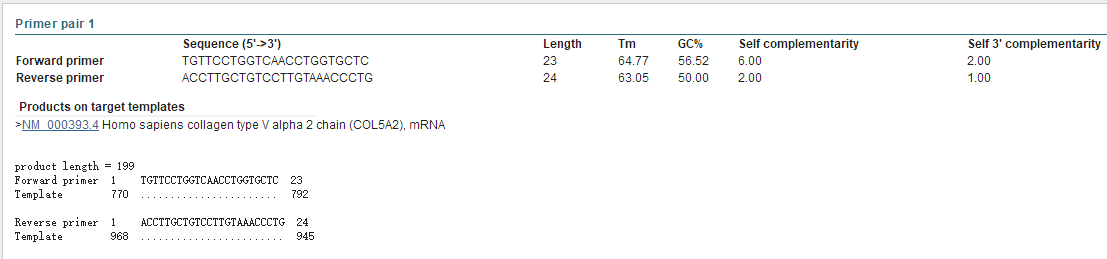 Primer pair 1
Sequence (5'->3') Length Tm GC% Self complementarity Self 3' complementarity
Forward primer TGTTCCTGGTCAACCTGGTGCTC 23 64.77 56.52 6.00 2.00
Reverse primer ACCTTGCTGTCCTTGTAAACCCTG 24 63.05 50.00 2.00 1.00
Products on target templates
>NM_000393.4 Homo sapiens collagen type V alpha 2 chain (COL5A2), mRNA
product length = 199
Forward primer 1 TGTTCCTGGTCAACCTGGTGCTC 23
Template 770 ....................... 792
Reverse primer 1 ACCTTGCTGTCCTTGTAAACCCTG 24
Template 968 ........................ 945